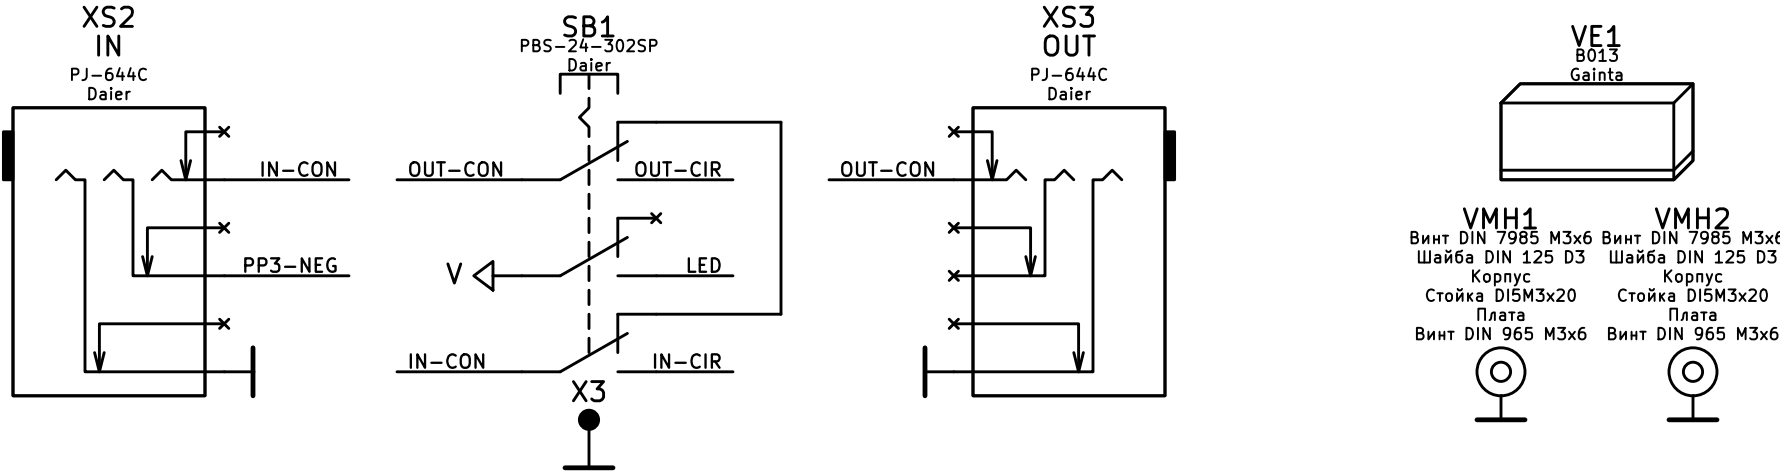 XS2
IN
PJ-644C
Daier
IN-CON
PP3-NEG
SB1
PBS-24-302SP
Daier
OUT-CON
OUT-CIR
V
LED
IN-CON
IN-CIR
X3
XS3
OUT
PJ-644C
Daier
OUT-CON
VE1
B013
Gainta
VMH1
Винт DIN 7985 M3x6
Шайба DIN 125 D3
Корпус
Стойка DI5M3x20
Плата
Винт DIN 965 M3x6
VMH2
Винт DIN 7985 M3x6
Шайба DIN 125 D3
Корпус
Стойка DI5M3x20
Плата
Винт DIN 965 M3x6